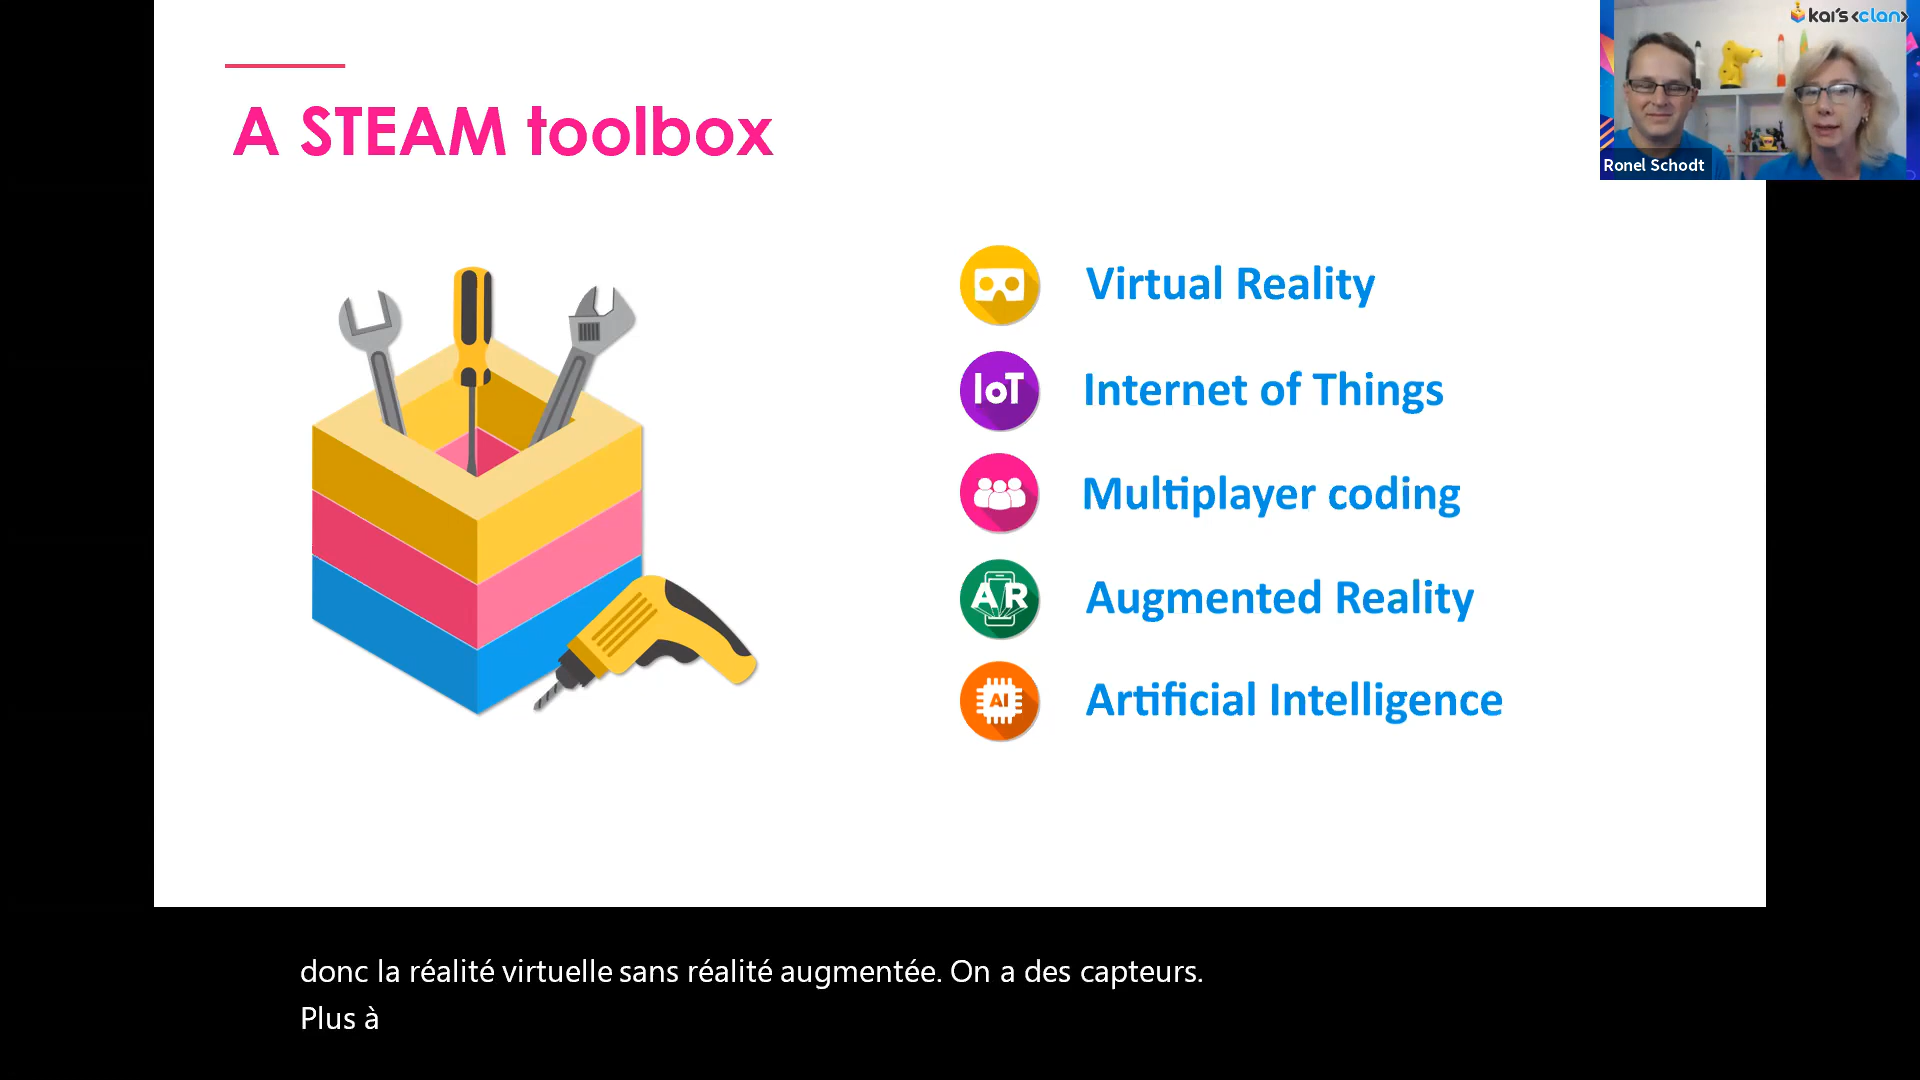 kai's <clan>
Ronel Schodt
A STEAM toolbox
Virtual Reality
IoT
Internet of Things
Multiplayer coding
AR
Augmented Reality
AI
Artificial Intelligence
donc la réalité virtuelle sans réalité augmentée. On a des capteurs.
Plus à